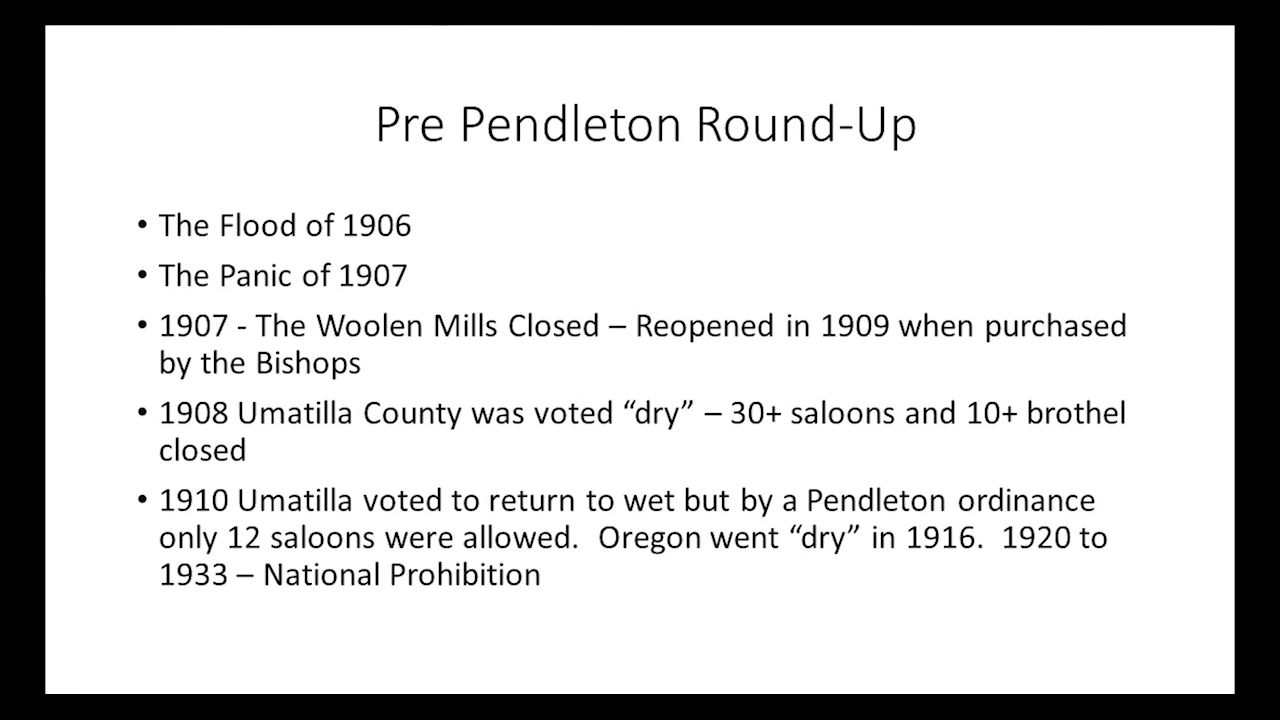 Pre Pendleton Round-Up
• The Flood of 1906
• The Panic of 1907
• 1907 - The Woolen Mills Closed – Reopened in 1909 when purchased
by the Bishops
• 1908 Umatilla County was voted “dry” – 30+ saloons and 10+ brothel
closed
• 1910 Umatilla voted to return to wet but by a Pendleton ordinance
only 12 saloons were allowed.  Oregon went “dry” in 1916.  1920 to
1933 – National Prohibition